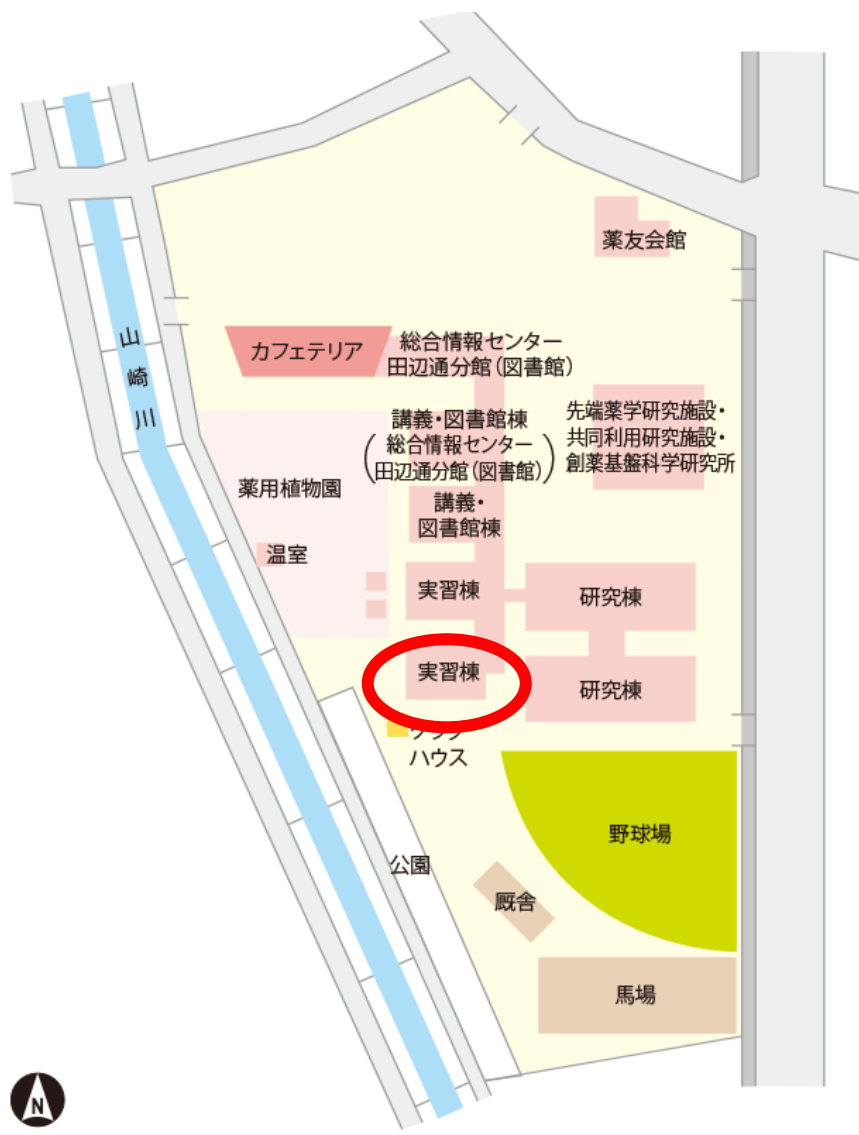 薬友会館
カフェテリア
総合情報センター
田辺通分館(図書館)
山崎川
講義・図書館棟
(総合情報センター
田辺通分館(図書館))
先端薬学研究施設・
共同利用研究施設・
創薬基盤科学研究所
薬用植物園
講義・
図書館棟
温室
実習棟
研究棟
実習棟
研究棟
クラブ
ハウス
野球場
公園
厩舎
馬場
N